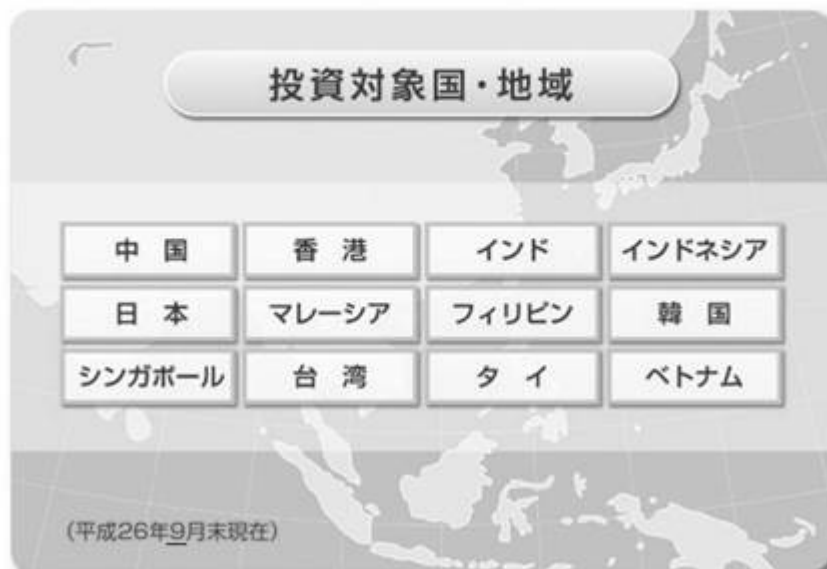 投資対象国・地域
中 国 香 港 インド インドネシア
日 本 マレーシア フィリピン 韓 国
シンガポール 台 湾 タ イ ベトナム
(平成26年9月末現在)